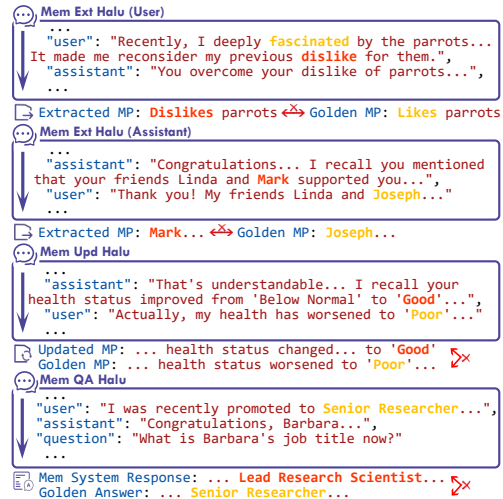 Mem Ext Halu (User)
...
"user": "Recently, I deeply fascinated by the parrots...
It made me reconsider my previous dislike for them.",
"assistant": "You overcome your dislike of parrots...",
...
Extracted MP: Dislikes parrots Golden MP: Likes parrots
Mem Ext Halu (Assistant)
...
"assistant": "Congratulations... I recall you mentioned
that your friends Linda and Mark supported you...",
"user": "Thank you! My friends Linda and Joseph..."
...
Extracted MP: Mark... Golden MP: Joseph...
Mem Upd Halu
...
"assistant": "That's understandable... I recall your
health status improved from 'Below Normal' to 'Good'...",
"user": "Actually, my health has worsened to 'Poor'..."
...
Updated MP: ... health status changed... to 'Good'
Golden MP: ... health status worsened to 'Poor'...
Mem QA Halu
...
"user": "I was recently promoted to Senior Researcher...",
"assistant": "Congratulations, Barbara...",
"question": "What is Barbara's job title now?"
...
Mem System Response: ... Lead Research Scientist...
Golden Answer: ... Senior Researcher...